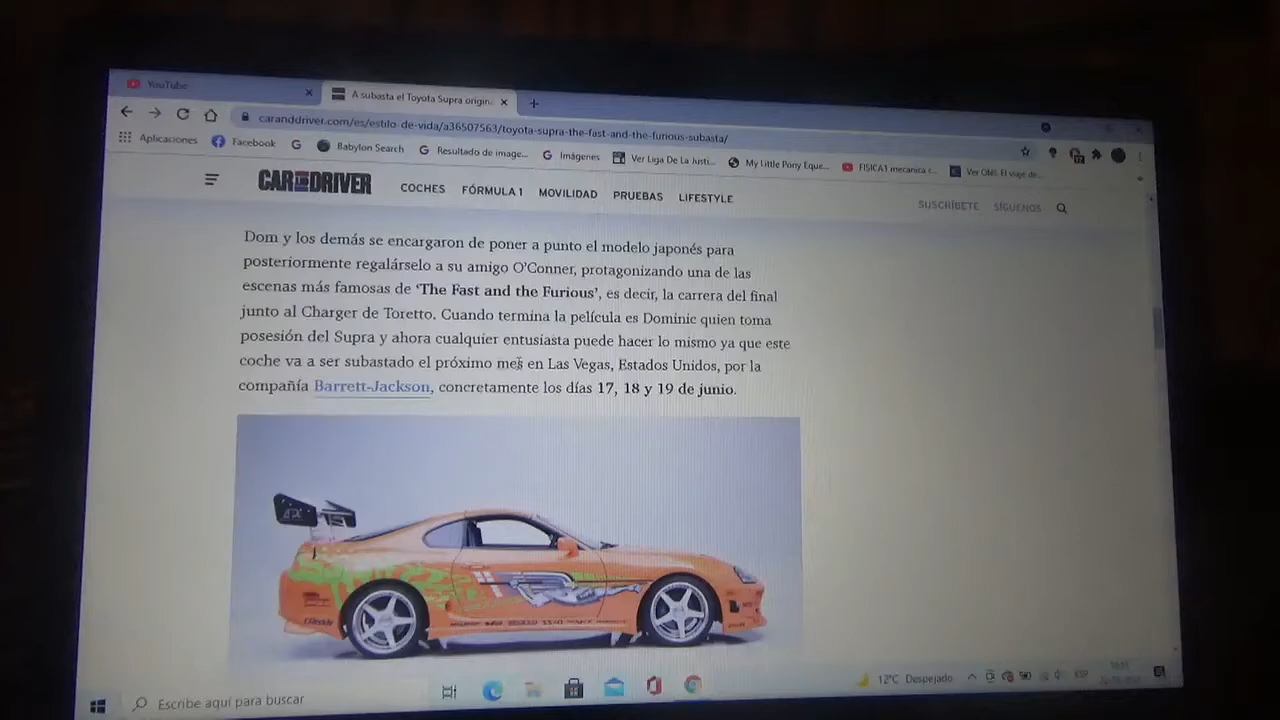 YouTube
A subasta el Toyota Supra origin
caranddriver.com/es/estilo-de-vida/a36507563/toyota-supra-the-fast-and-the-furious-subasta/
Aplicaciones Facebook Babylon Search Resultado de image... Imágenes Ver Liga De La Justi... My Little Pony Eque... FISICA1 mecanica c... Ver Olé!. El viaje de...
CAR AND DRIVER COCHES FÓRMULA 1 MOVILIDAD PRUEBAS LIFESTYLE SUSCRÍBETE SÍGUENOS
Dom y los demás se encargaron de poner a punto el modelo japonés para
posteriormente regalárselo a su amigo O'Conner, protagonizando una de las
escenas más famosas de ‘The Fast and the Furious’, es decir, la carrera del final
junto al Charger de Toretto. Cuando termina la película es Dominic quien toma
posesión del Supra y ahora cualquier entusiasta puede hacer lo mismo ya que este
coche va a ser subastado el próximo mes en Las Vegas, Estados Unidos, por la
compañía Barrett-Jackson, concretamente los días 17, 18 y 19 de junio.
APR
GReddy
Escribe aquí para buscar
12°C Despejado
ESP